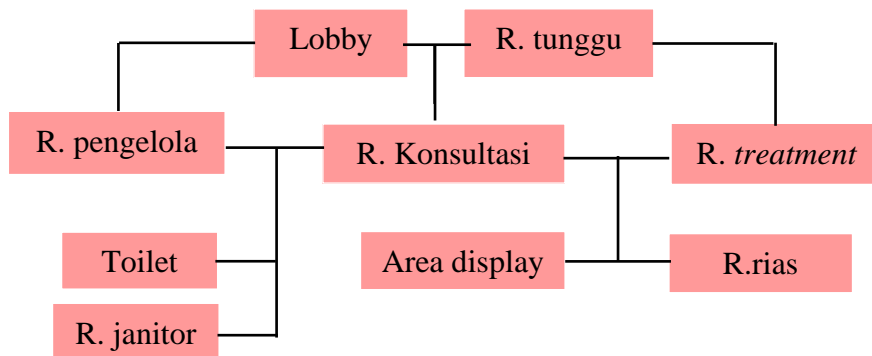 Lobby
R. tunggu
R. pengelola
R. Konsultasi
R. treatment
Toilet
Area display
R.rias
R. janitor